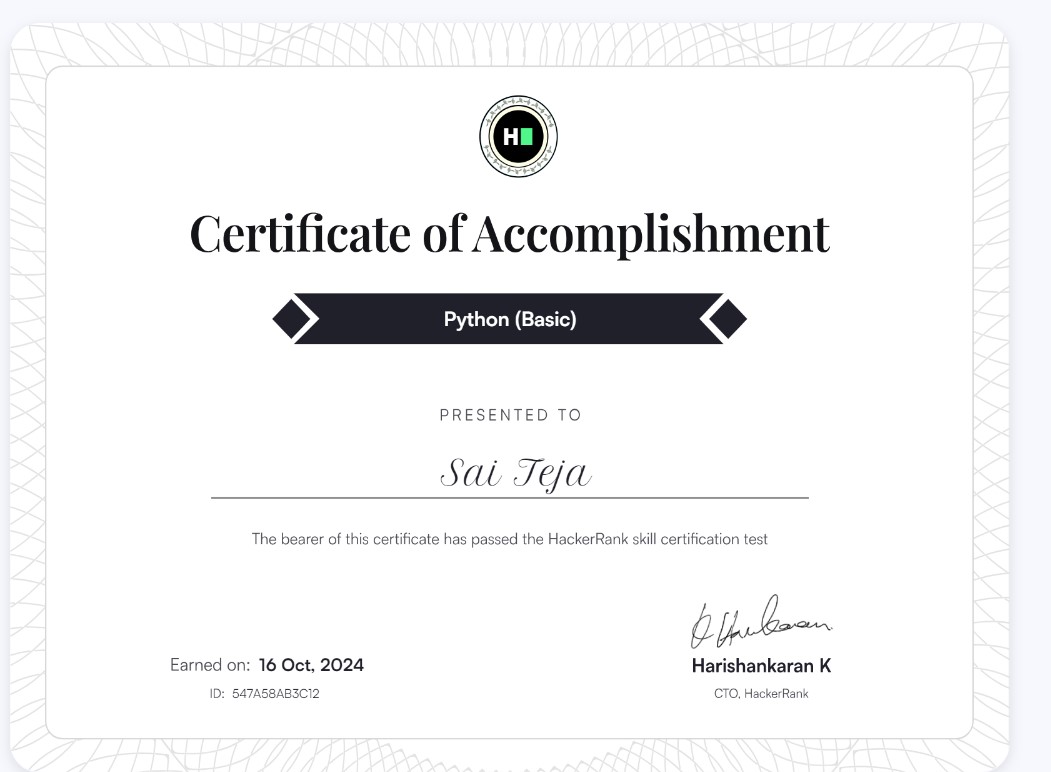 H
Certificate of Accomplishment
Python (Basic)
PRESENTED TO
Sai Teja
The bearer of this certificate has passed the HackerRank skill certification test
Earned on: 16 Oct, 2024
ID: 547A58AB3C12
Harishankaran K
CTO, HackerRank